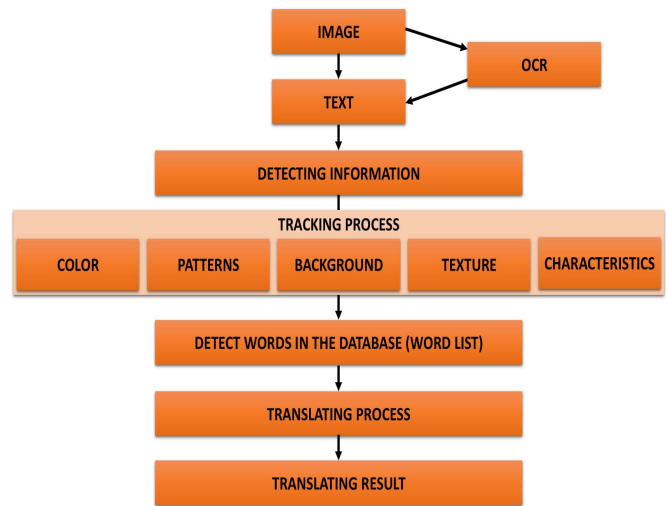 IMAGE
OCR
TEXT
DETECTING INFORMATION
TRACKING PROCESS
COLOR
PATTERNS
BACKGROUND
TEXTURE
CHARACTERISTICS
DETECT WORDS IN THE DATABASE (WORD LIST)
TRANSLATING PROCESS
TRANSLATING RESULT